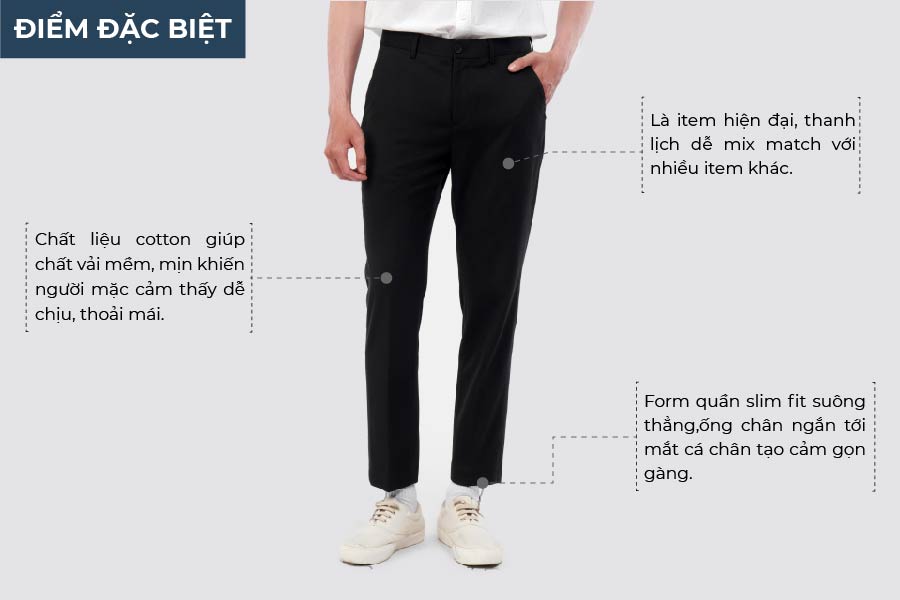 ĐIỂM ĐẶC BIỆT
Là item hiện đại, thanh
lịch dễ mix match với
nhiều item khác.
Chất liệu cotton giúp
chất vải mềm, mịn khiến
người mặc cảm thấy dễ
chịu, thoải mái.
Form quần slim fit suông
thẳng,ống chân ngắn tới
mắt cá chân tạo cảm gọn
gàng.